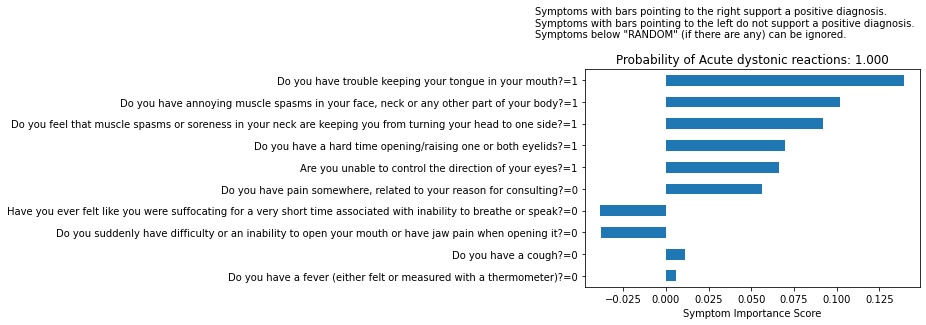 Symptoms with bars pointing to the right support a positive diagnosis.
Symptoms with bars pointing to the left do not support a positive diagnosis.
Symptoms below "RANDOM" (if there are any) can be ignored.
Probability of Acute dystonic reactions: 1.000
Do you have trouble keeping your tongue in your mouth?=1
Do you have annoying muscle spasms in your face, neck or any other part of your body?=1
Do you feel that muscle spasms or soreness in your neck are keeping you from turning your head to one side?=1
Do you have a hard time opening/raising one or both eyelids?=1
Are you unable to control the direction of your eyes?=1
Do you have pain somewhere, related to your reason for consulting?=0
Have you ever felt like you were suffocating for a very short time associated with inability to breathe or speak?=0
Do you suddenly have difficulty or an inability to open your mouth or have jaw pain when opening it?=0
Do you have a cough?=0
Do you have a fever (either felt or measured with a thermometer)?=0
−0.025 0.000 0.025 0.050 0.075 0.100 0.125
Symptom Importance Score